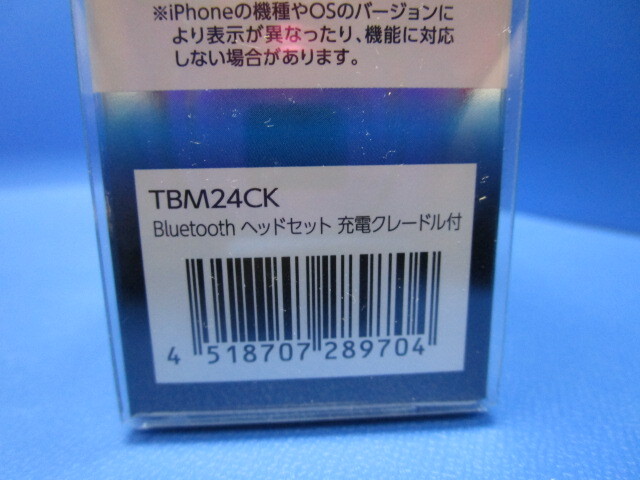 ※iPhoneの機種やOSのバージョンに
より表示が異なったり、機能に対応
しない場合があります。
TBM24CK
Bluetooth ヘッドセット 充電クレードル付
4 518707 289704